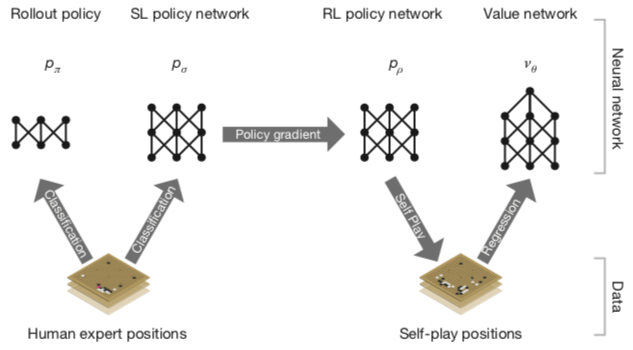 Rollout policy
SL policy network
RL policy network
Value network
pπ
pσ
pρ
νθ
Neural network
Policy gradient
Classification
Classification
Self Play
Regression
Data
Human expert positions
Self-play positions